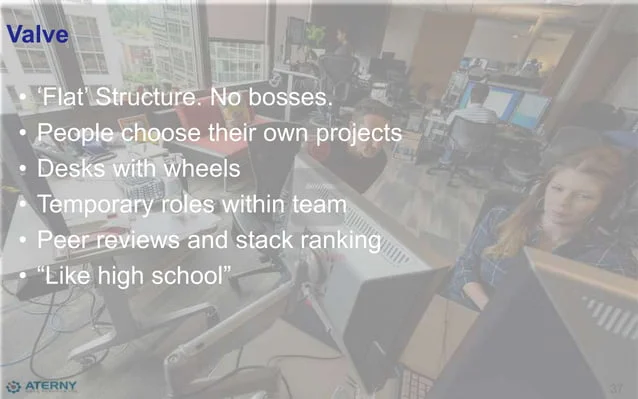 Valve
• ‘Flat’ Structure. No bosses.
• People choose their own projects
• Desks with wheels
• Temporary roles within team
• Peer reviews and stack ranking
• “Like high school”
ATERNY
37